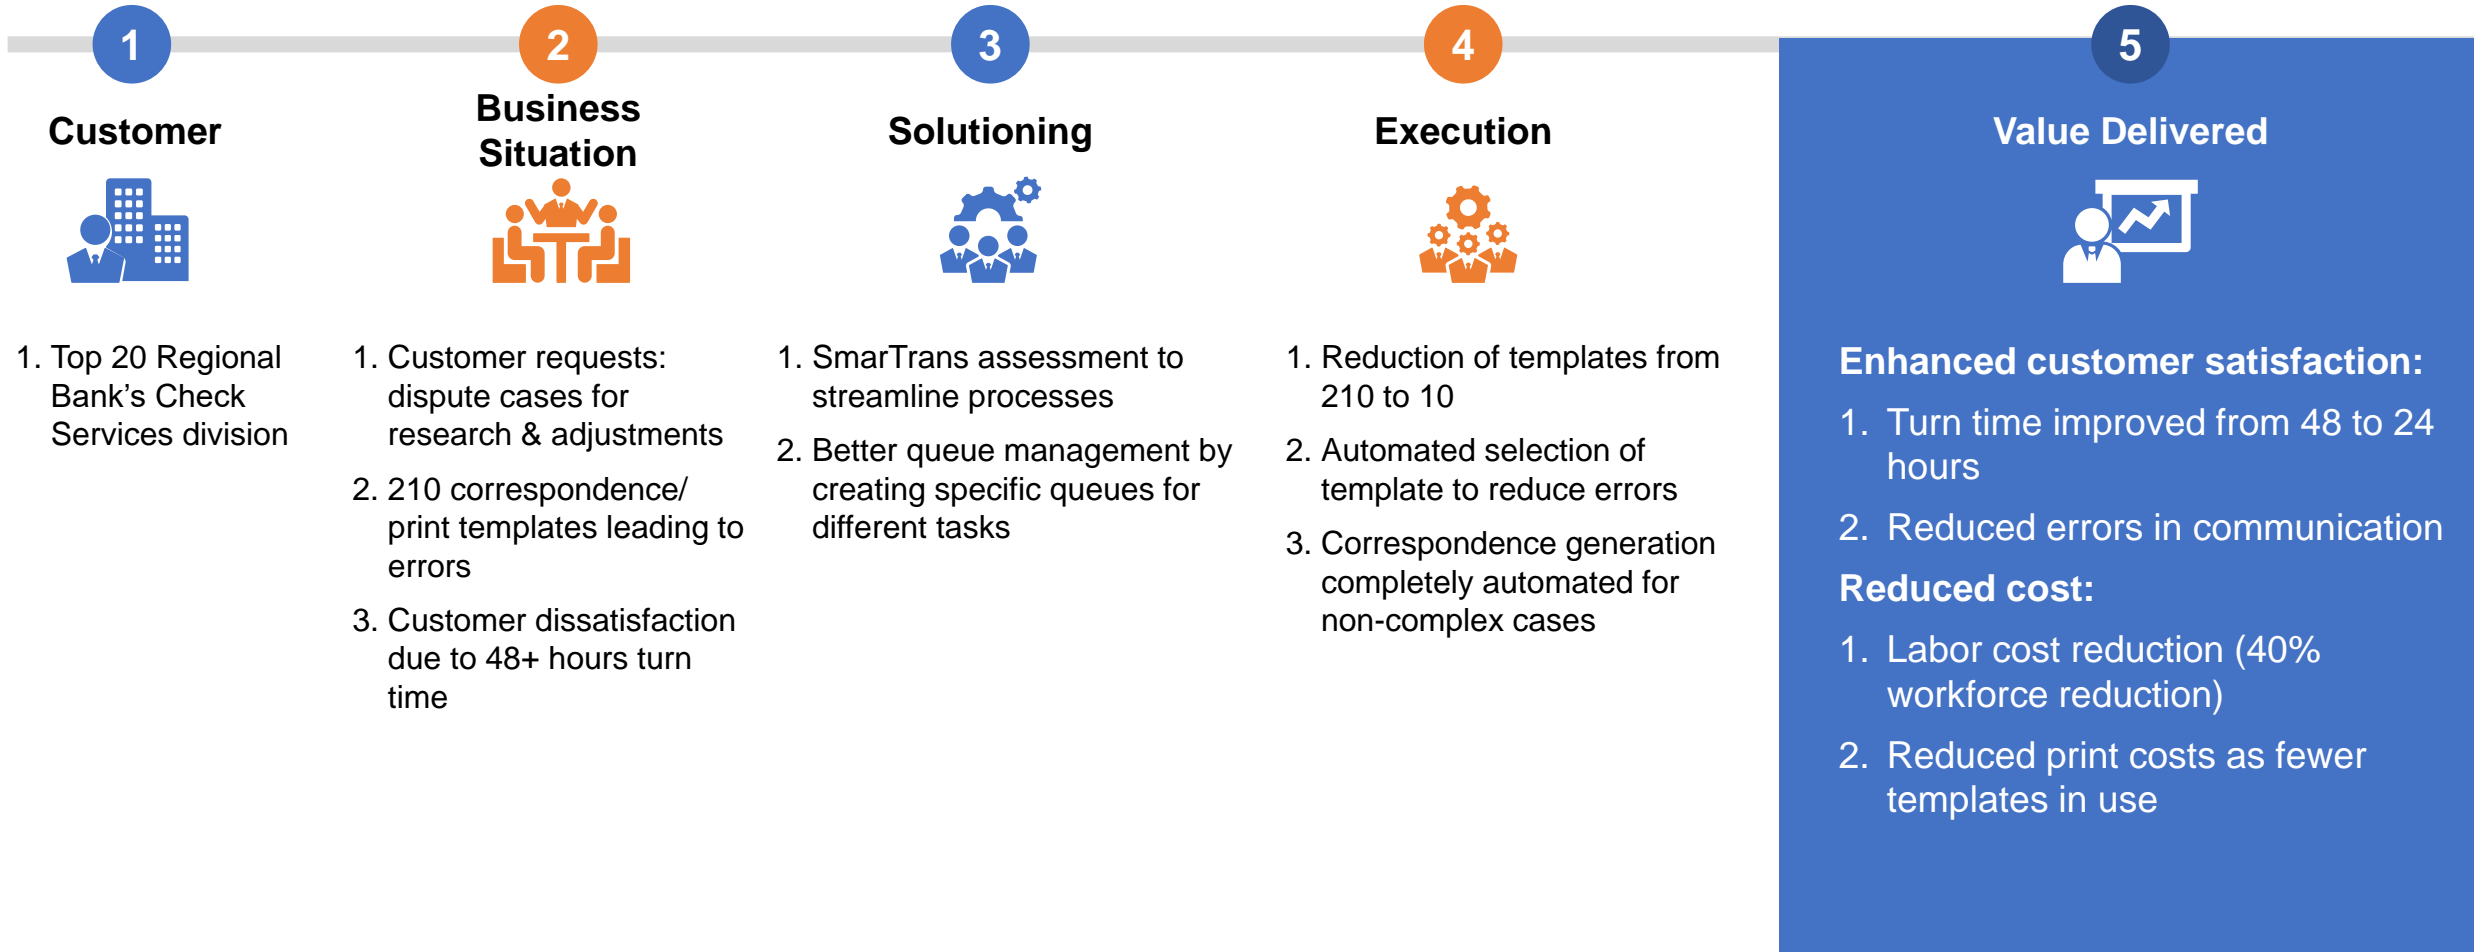 1
Customer
1. Top 20 Regional
Bank’s Check
Services division
2
Business
Situation
1. Customer requests:
dispute cases for
research & adjustments
2. 210 correspondence/
print templates leading to
errors
3. Customer dissatisfaction
due to 48+ hours turn
time
3
Solutioning
1. SmarTrans assessment to
streamline processes
2. Better queue management by
creating specific queues for
different tasks
4
Execution
1. Reduction of templates from
210 to 10
2. Automated selection of
template to reduce errors
3. Correspondence generation
completely automated for
non-complex cases
5
Value Delivered
Enhanced customer satisfaction:
1. Turn time improved from 48 to 24
hours
2. Reduced errors in communication
Reduced cost:
1. Labor cost reduction (40%
workforce reduction)
2. Reduced print costs as fewer
templates in use